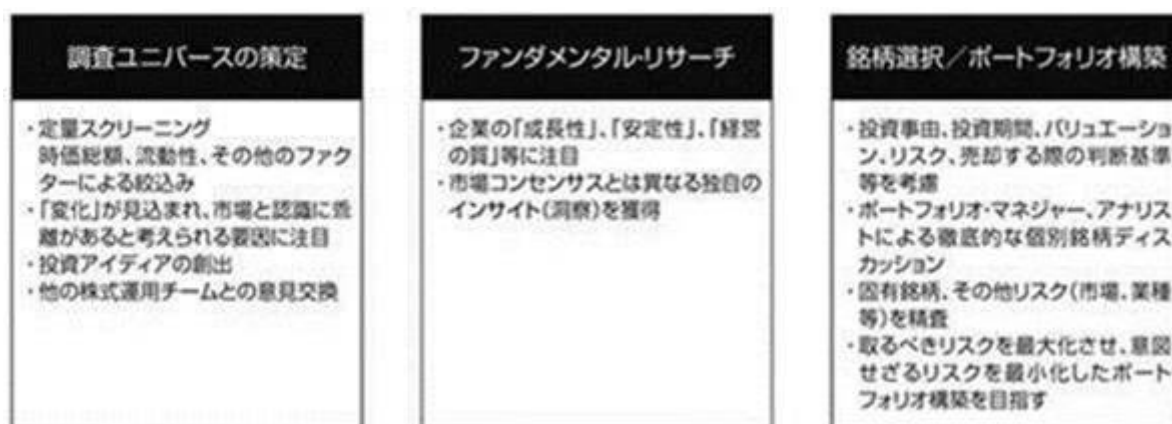 調査ユニバースの策定
・定量スクリーニング
時価総額、流動性、その他のファク
ターによる絞込み
・「変化」が見込まれ、市場と認識に乖
離があると考えられる要因に注目
・投資アイディアの創出
・他の株式運用チームとの意見交換
ファンダメンタル・リサーチ
・企業の「成長性」、「安定性」、「経営
の質」等に注目
・市場コンセンサスとは異なる独自の
インサイト(洞察)を獲得
銘柄選択／ポートフォリオ構築
・投資事由、投資期間、バリュエーショ
ン、リスク、売却する際の判断基準
等を考慮
・ポートフォリオ・マネジャー、アナリス
トによる徹底的な個別銘柄ディス
カッション
・固有銘柄、その他リスク(市場、業種
等)を精査
・取るべきリスクを最大化させ、意図
せざるリスクを最小化したポート
フォリオ構築を目指す